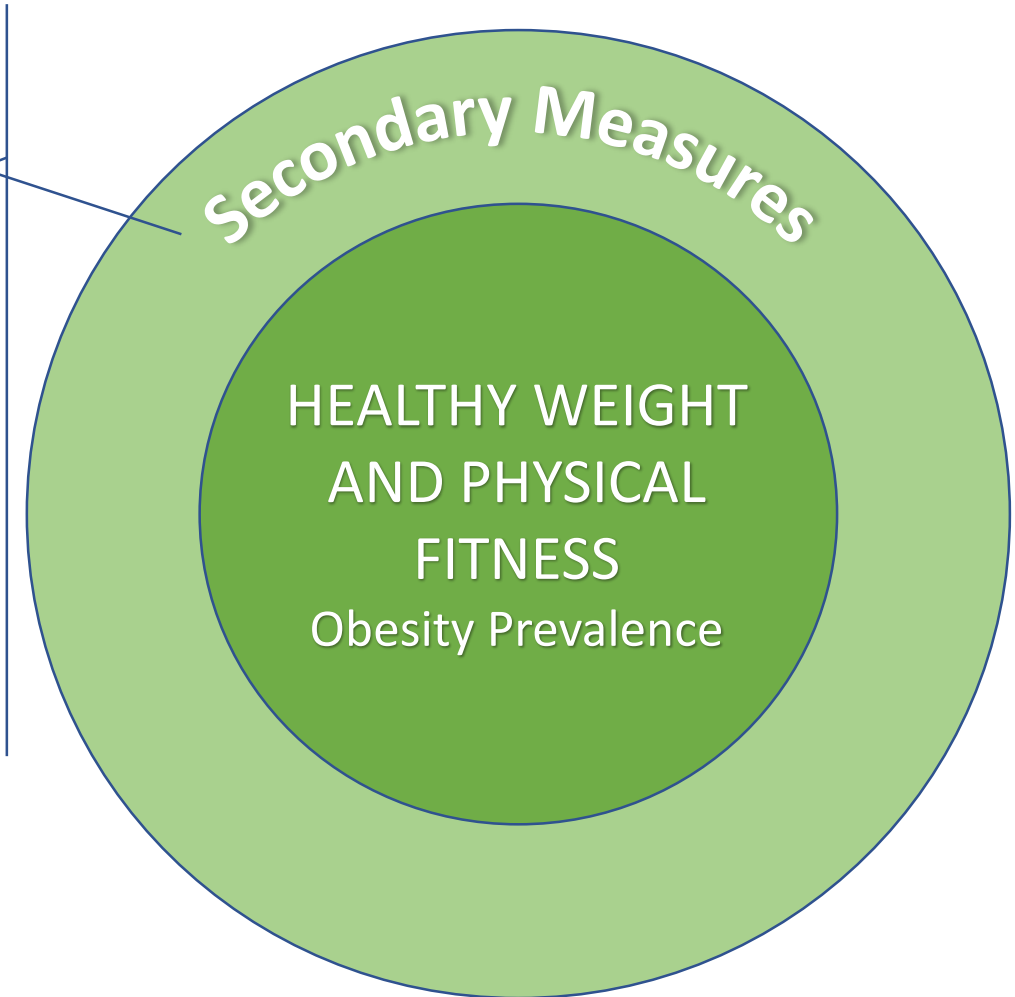 Secondary Measures
HEALTHY WEIGHT
AND PHYSICAL
FITNESS
Obesity Prevalence